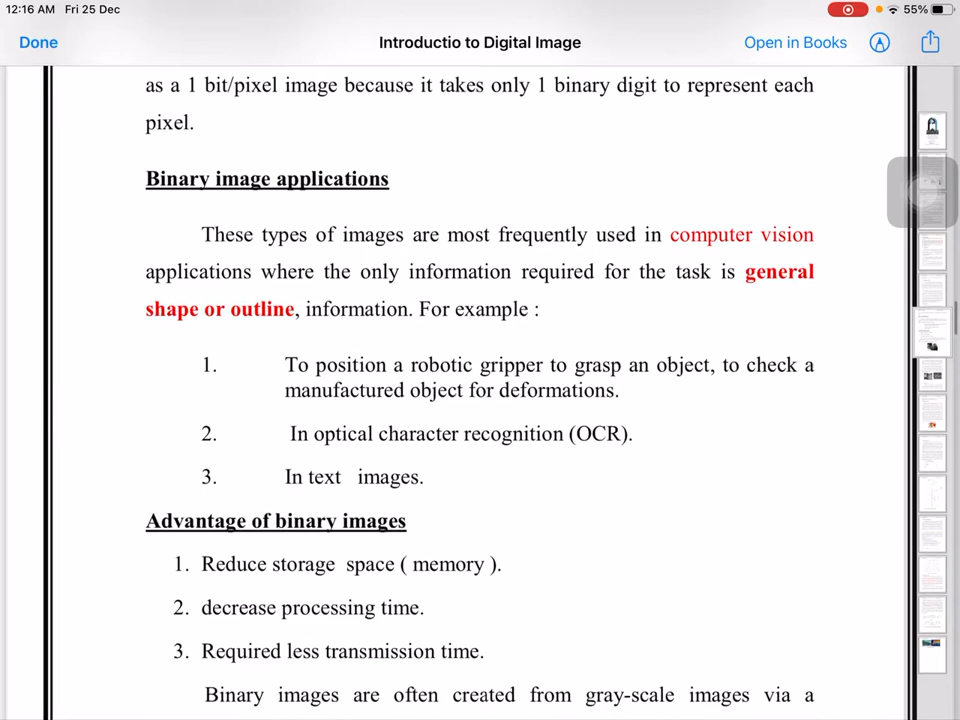 12:16 AM Fri 25 Dec
55%
Done
Introductio to Digital Image
Open in Books
as a 1 bit/pixel image because it takes only 1 binary digit to represent each
pixel.
Binary image applications
These types of images are most frequently used in computer vision
applications where the only information required for the task is general
shape or outline, information. For example :
1. To position a robotic gripper to grasp an object, to check a
manufactured object for deformations.
2. In optical character recognition (OCR).
3. In text images.
Advantage of binary images
1. Reduce storage space ( memory ).
2. decrease processing time.
3. Required less transmission time.
Binary images are often created from gray-scale images via a